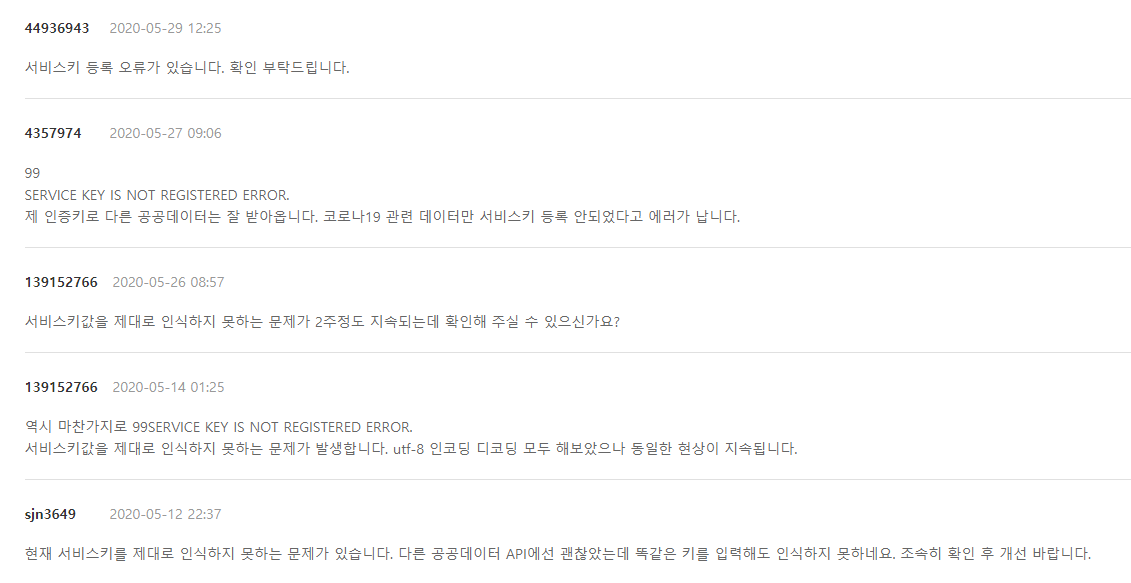 44936943 2020-05-29 12:25
서비스키 등록 오류가 있습니다. 확인 부탁드립니다.
4357974 2020-05-27 09:06
99
SERVICE KEY IS NOT REGISTERED ERROR.
제 인증키로 다른 공공데이터는 잘 받아옵니다. 코로나19 관련 데이터만 서비스키 등록 안되었다고 에러가 납니다.
139152766 2020-05-26 08:57
서비스키값을 제대로 인식하지 못하는 문제가 2주정도 지속되는데 확인해 주실 수 있으신가요?
139152766 2020-05-14 01:25
역시 마찬가지로 99SERVICE KEY IS NOT REGISTERED ERROR.
서비스키값을 제대로 인식하지 못하는 문제가 발생합니다. utf-8 인코딩 디코딩 모두 해보았으나 동일한 현상이 지속됩니다.
sjn3649 2020-05-12 22:37
현재 서비스키를 제대로 인식하지 못하는 문제가 있습니다. 다른 공공데이터 API에선 괜찮았는데 똑같은 키를 입력해도 인식하지 못하네요. 조속히 확인 후 개선 바랍니다.